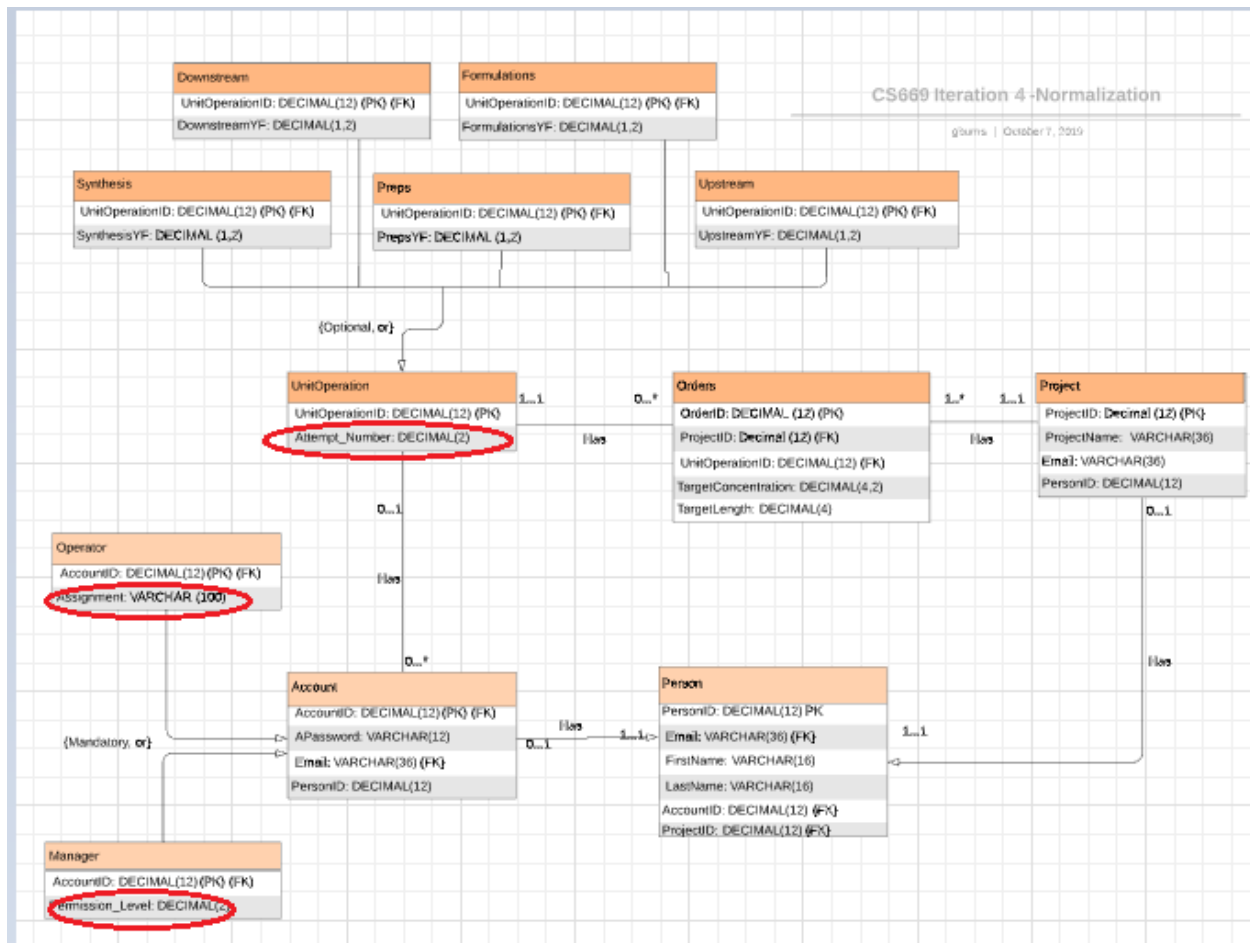 Downstream
UnitOperationID: DECIMAL(12) {PK} {FK}
DownstreamYF: DECIMAL(1,2)
Formulations
UnitOperationID: DECIMAL(12) {PK} {FK}
FormulationsYF: DECIMAL(1,2)
CS669 Iteration 4 -Normalization
gburns | October 7, 2019
Synthesis
UnitOperationID: DECIMAL(12) {PK} {FK}
SynthesisYF: DECIMAL (1,2)
Preps
UnitOperationID: DECIMAL(12) {PK} {FK}
PrepsYF: DECIMAL (1,2)
Upstream
UnitOperationID: DECIMAL(12) {PK} {FK}
UpstreamYF: DECIMAL(1,2)
{Optional, or}
UnitOperation
UnitOperationID: DECIMAL(12) {PK}
Attempt_Number: DECIMAL(2)
1...1
0...*
Has
Orders
OrderID: DECIMAL (12) {PK}
ProjectID: Decimal (12) {FK}
UnitOperationID: DECIMAL(12) {FK}
TargetConcentration: DECIMAL(4,2)
TargetLength: DECIMAL(4)
1..*
1...1
Has
Project
ProjectID: Decimal (12) {PK}
ProjectName: VARCHAR(36)
Email: VARCHAR(36)
PersonID: DECIMAL(12)
0...1
0...1
Operator
AccountID: DECIMAL(12){PK} {FK}
Assignment: VARCHAR (100)
Has
0...*
Has
Account
AccountID: DECIMAL(12){PK} {FK}
APassword: VARCHAR(12)
Email: VARCHAR(36) {FK}
PersonID: DECIMAL(12)
{Mandatory, or}
Has
0...1
1...1
Person
PersonID: DECIMAL(12) PK
Email: VARCHAR(36) {FK}
FirstName: VARCHAR(16)
LastName: VARCHAR(16)
AccountID: DECIMAL(12) {FX}
ProjectID: DECIMAL(12) {FX}
1...1
Manager
AccountID: DECIMAL(12){PK} {FK}
Permission_Level: DECIMAL(2)